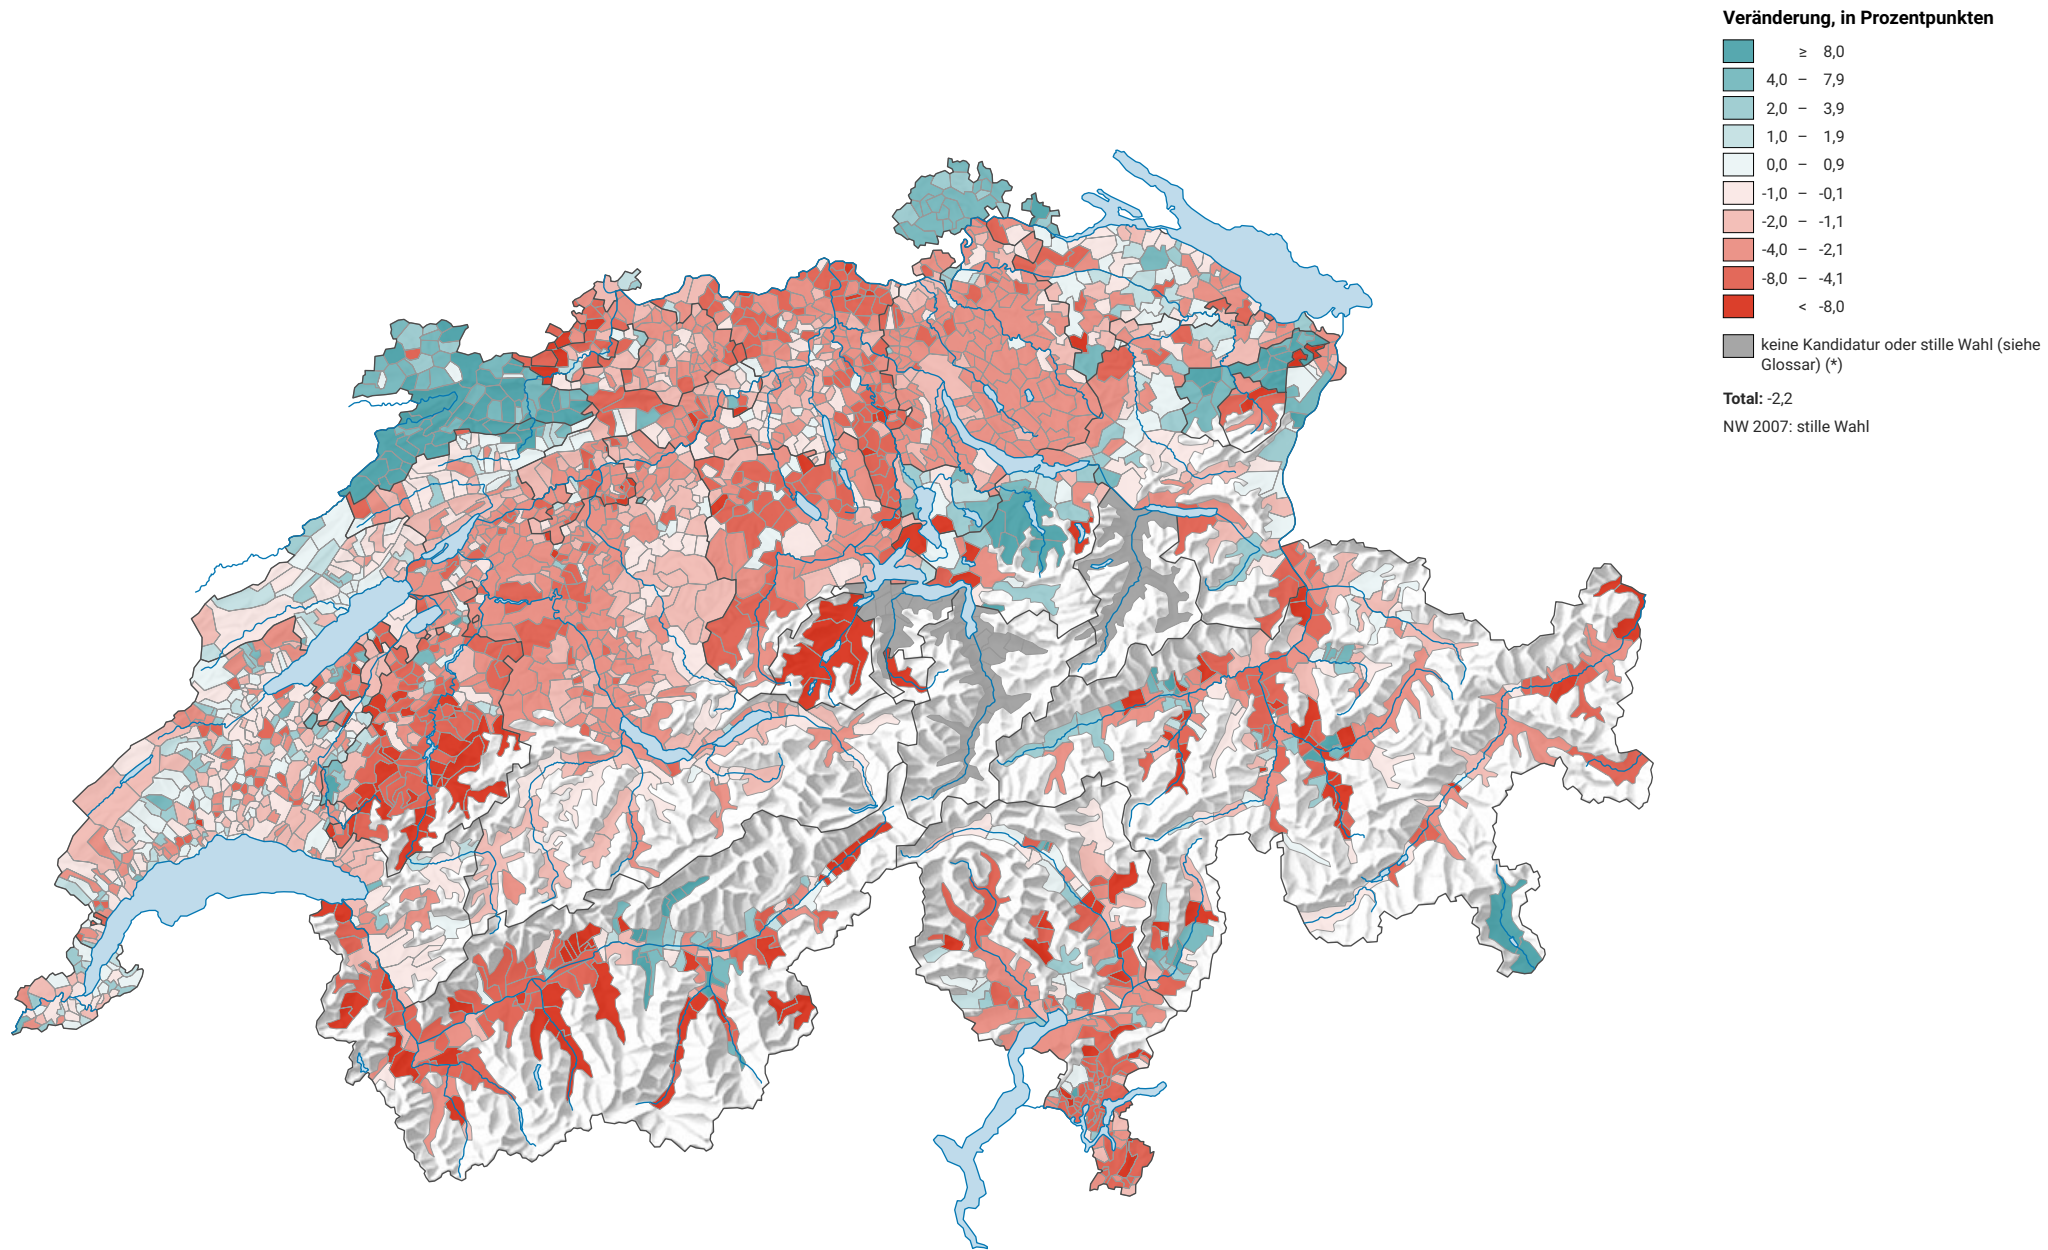 Veränderung, in Prozentpunkten
≥ 8,0
4,0 – 7,9
2,0 – 3,9
1,0 – 1,9
0,0 – 0,9
-1,0 – -0,1
-2,0 – -1,1
-4,0 – -2,1
-8,0 – -4,1
< -8,0
keine Kandidatur oder stille Wahl (siehe
Glossar) (*)
Total: -2,2
NW 2007: stille Wahl